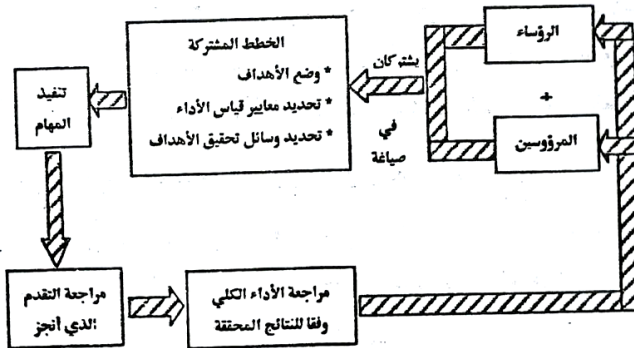 الرؤساء
+
المرؤوسين
يشتركان
في
صياغة
الخطط المشتركة
* وضع الأهداف
* تحديد معايير قياس الأداء
* تحديد وسائل تحقيق الأهداف
تنفيذ
المهام
مراجعة التقدم
الذي أنجز
مراجعة الأداء الكلي
وفقا للنتائج المحققة